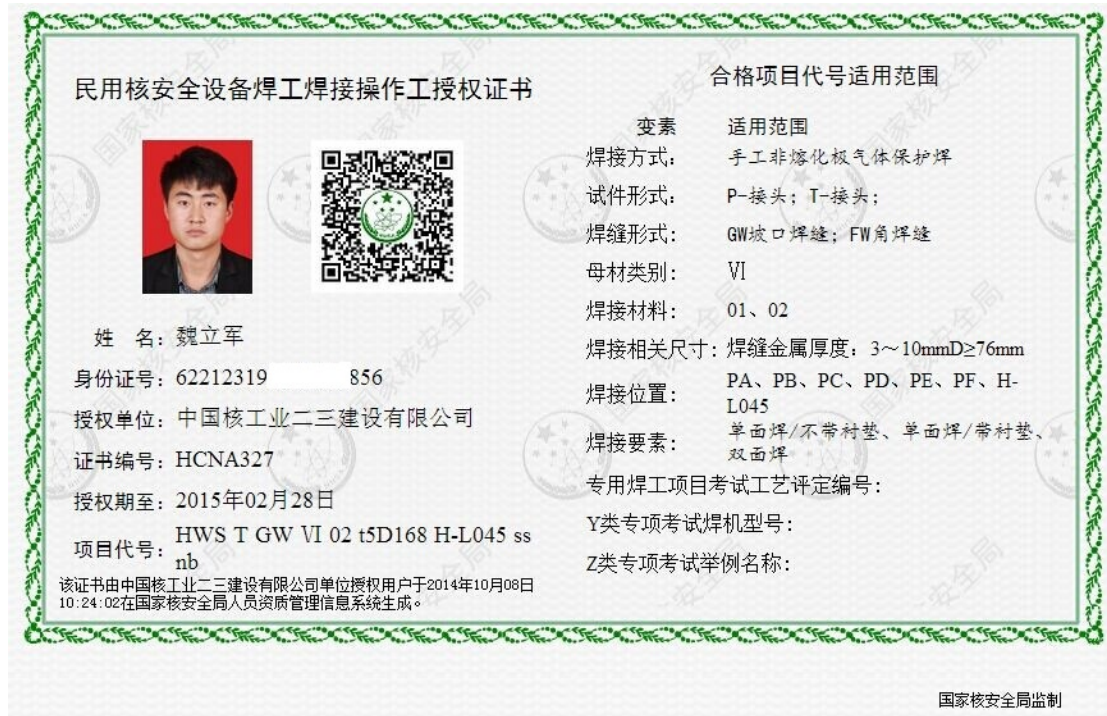 民用核安全设备焊工焊接操作工授权证书
姓 名：魏立军
身份证号：62212319 856
授权单位：中国核工业二三建设有限公司
证书编号：HCNA327
授权期至：2015年02月28日
项目代号：HWS T GW Ⅵ 02 t5D168 H-L045 ss
nb
该证书由中国核工业二三建设有限公司单位授权用户于2014年10月08日
10:24:02在国家核安全局人员资质管理信息系统生成。
合格项目代号适用范围
变素 适用范围
焊接方式： 手工非熔化极气体保护焊
试件形式： P-接头；T-接头；
焊缝形式： GW坡口焊缝；FW角焊缝
母材类别： Ⅵ
焊接材料： 01、02
焊接相关尺寸：焊缝金属厚度：3～10mmD≥76mm
焊接位置： PA、PB、PC、PD、PE、PF、H-
L045
焊接要素： 单面焊/不带衬垫、单面焊/带衬垫、
双面焊
专用焊工项目考试工艺评定编号：
Y类专项考试焊机型号：
Z类专项考试举例名称：
国家核安全局监制
国家核安全局